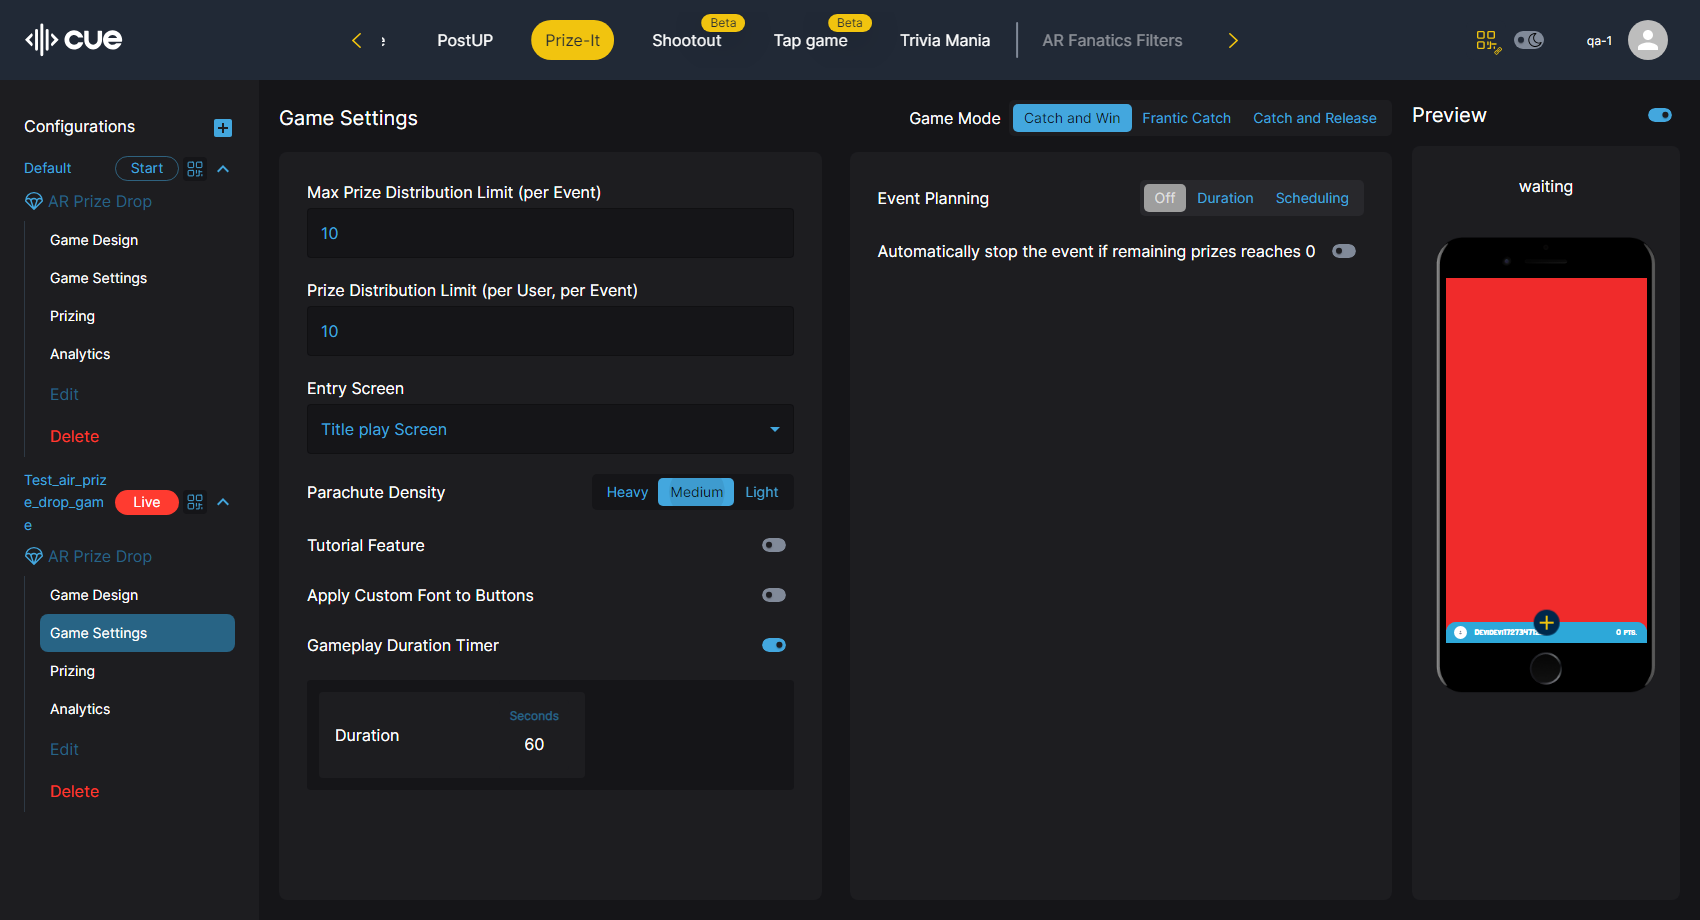 cue
e
PostUP
Prize-It
Shootout
Beta
Tap game
Beta
Trivia Mania
AR Fanatics Filters
qa-1
Configurations
Default
Start
AR Prize Drop
Game Design
Game Settings
Prizing
Analytics
Edit
Delete
Test_air_priz
e_drop_gam
e
Live
AR Prize Drop
Game Design
Game Settings
Prizing
Analytics
Edit
Delete
Game Settings
Game Mode
Catch and Win
Frantic Catch
Catch and Release
Max Prize Distribution Limit (per Event)
10
Prize Distribution Limit (per User, per Event)
10
Entry Screen
Title play Screen
Parachute Density
Heavy
Medium
Light
Tutorial Feature
Apply Custom Font to Buttons
Gameplay Duration Timer
Duration
Seconds
60
Event Planning
Off
Duration
Scheduling
Automatically stop the event if remaining prizes reaches 0
Preview
waiting
0 PTS.